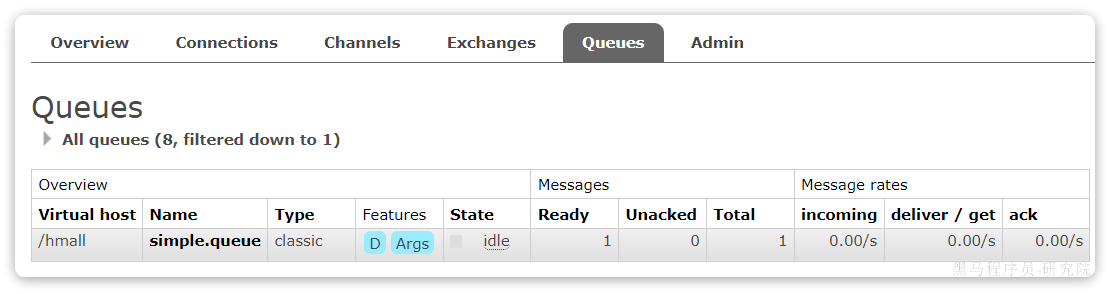 Overview Connections Channels Exchanges Queues Admin
Queues
All queues (8, filtered down to 1)
Overview Messages Message rates
Virtual host Name Type Features State Ready Unacked Total incoming deliver / get ack
/hmall simple.queue classic D Args idle 1 0 1 0.00/s 0.00/s 0.00/s
黑马程序员-研究院